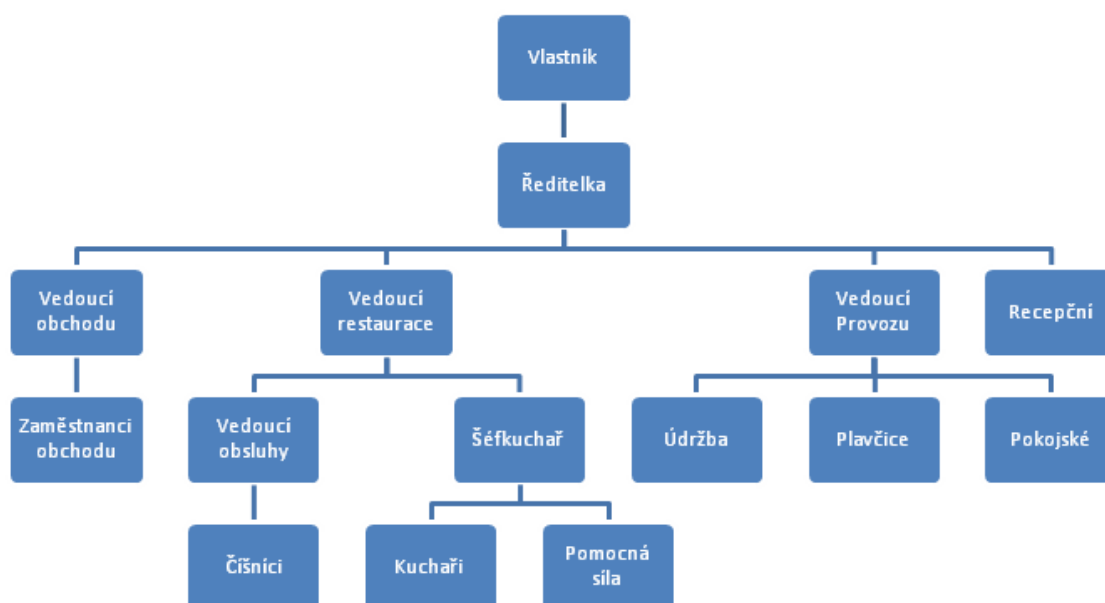 Vlastník
Ředitelka
Vedoucí
obchodu
Vedoucí
restaurace
Vedoucí
Provozu
Recepční
Zaměstnanci
obchodu
Vedoucí
obsluhy
Šéfkuchař
Údržba
Plavčice
Pokojské
Číšníci
Kuchaři
Pomocná
síla